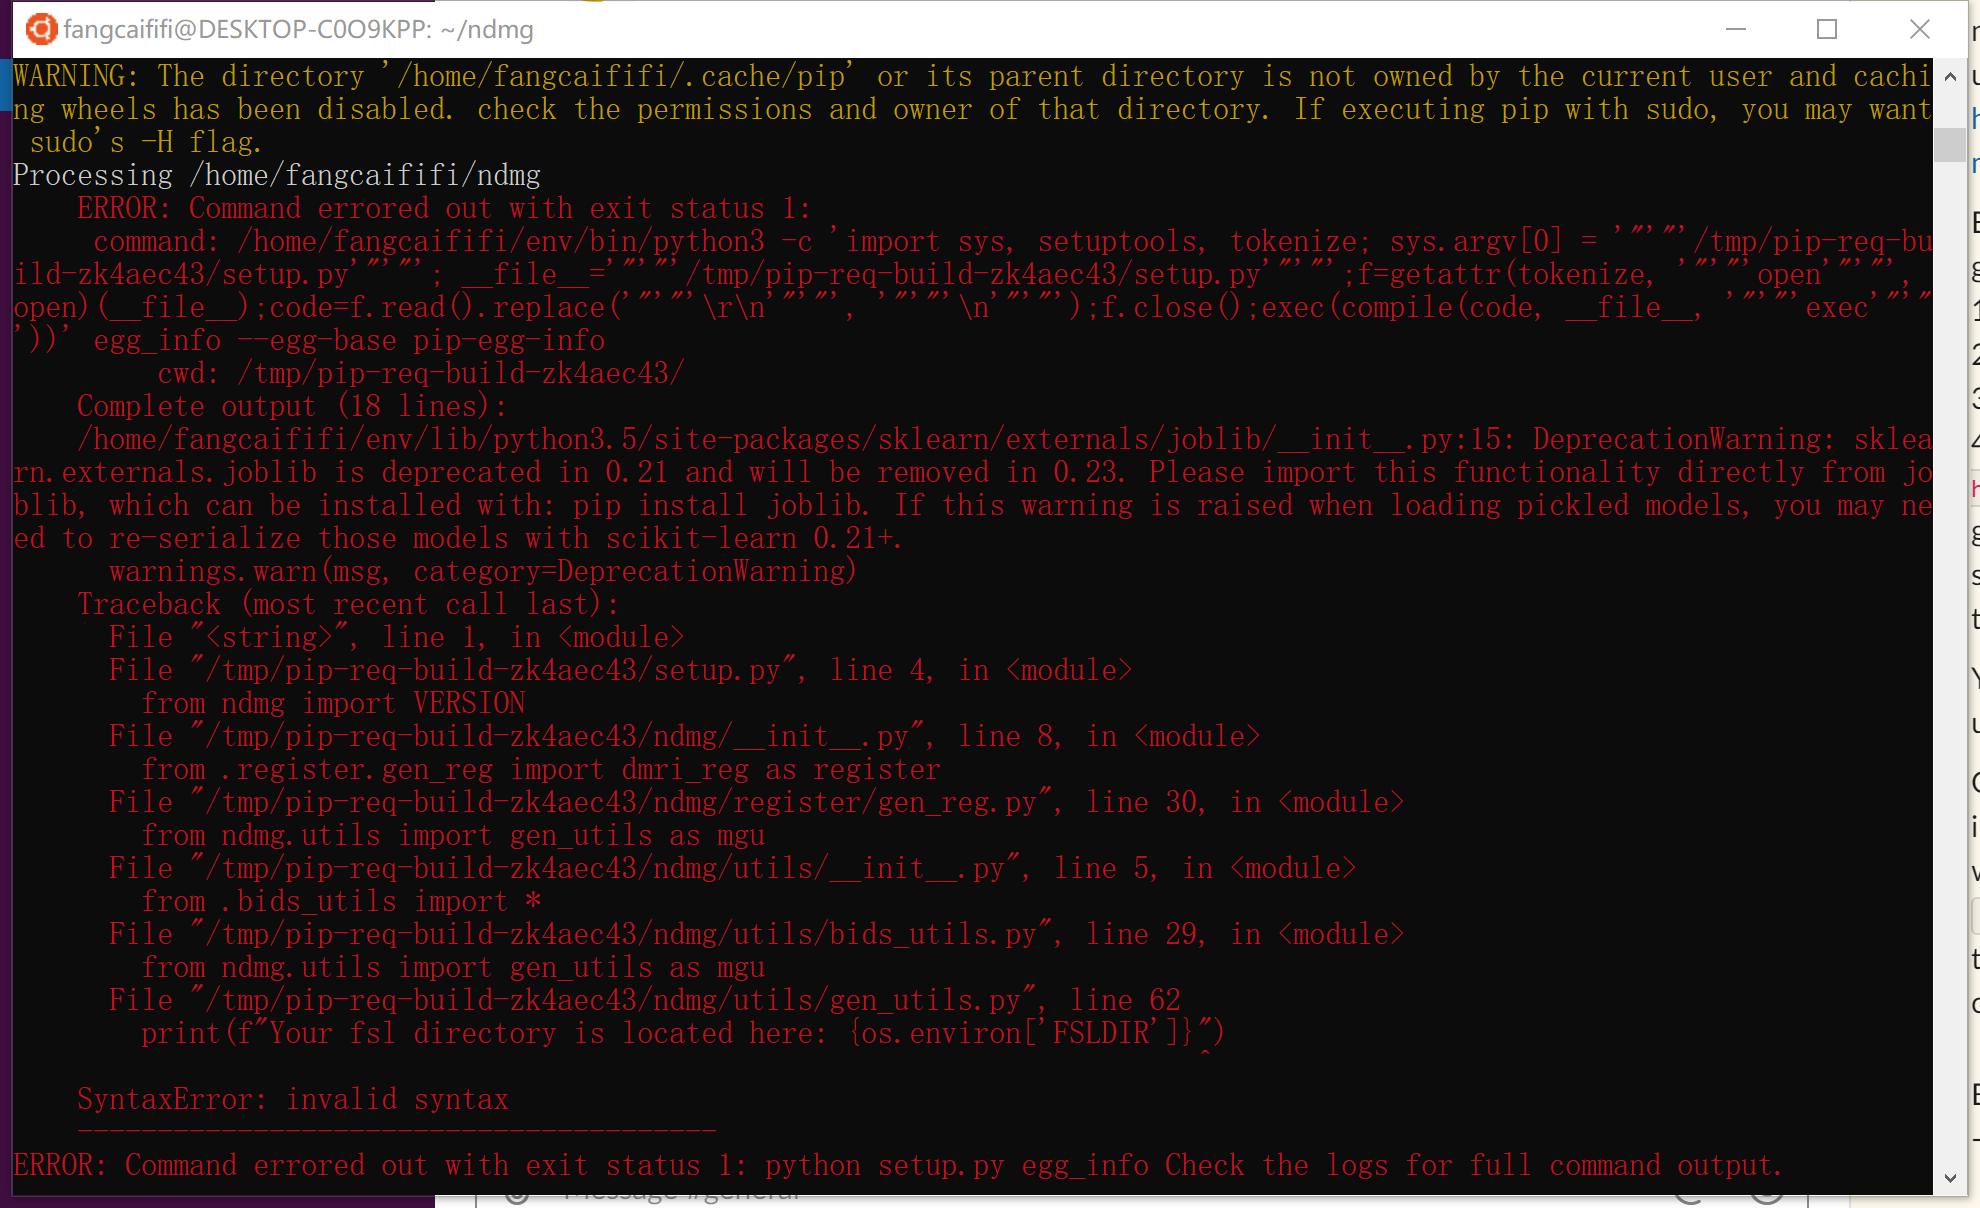 fangcaififi@DESKTOP-C0O9KPP: ~/ndmg
WARNING: The directory '/home/fangcaififi/.cache/pip' or its parent directory is not owned by the current user and cachi
ng wheels has been disabled. check the permissions and owner of that directory. If executing pip with sudo, you may want
 sudo's -H flag.
Processing /home/fangcaififi/ndmg
    ERROR: Command errored out with exit status 1:
     command: /home/fangcaififi/env/bin/python3 -c 'import sys, setuptools, tokenize; sys.argv[0] = '"'"'/tmp/pip-req-bu
ild-zk4aec43/setup.py'"'"'; __file__='"'"'/tmp/pip-req-build-zk4aec43/setup.py'"'"';f=getattr(tokenize, '"'"'open'"'"',
open)(__file__);code=f.read().replace('"'"'\r\n'"'"', '"'"'\n'"'"');f.close();exec(compile(code, __file__, '"'"'exec'"'"
'))' egg_info --egg-base pip-egg-info
         cwd: /tmp/pip-req-build-zk4aec43/
    Complete output (18 lines):
    /home/fangcaififi/env/lib/python3.5/site-packages/sklearn/externals/joblib/__init__.py:15: DeprecationWarning: sklea
rn.externals.joblib is deprecated in 0.21 and will be removed in 0.23. Please import this functionality directly from jo
blib, which can be installed with: pip install joblib. If this warning is raised when loading pickled models, you may ne
ed to re-serialize those models with scikit-learn 0.21+.
      warnings.warn(msg, category=DeprecationWarning)
    Traceback (most recent call last):
      File "<string>", line 1, in <module>
      File "/tmp/pip-req-build-zk4aec43/setup.py", line 4, in <module>
        from ndmg import VERSION
      File "/tmp/pip-req-build-zk4aec43/ndmg/__init__.py", line 8, in <module>
        from .register.gen_reg import dmri_reg as register
      File "/tmp/pip-req-build-zk4aec43/ndmg/register/gen_reg.py", line 30, in <module>
        from ndmg.utils import gen_utils as mgu
      File "/tmp/pip-req-build-zk4aec43/ndmg/utils/__init__.py", line 5, in <module>
        from .bids_utils import *
      File "/tmp/pip-req-build-zk4aec43/ndmg/utils/bids_utils.py", line 29, in <module>
        from ndmg.utils import gen_utils as mgu
      File "/tmp/pip-req-build-zk4aec43/ndmg/utils/gen_utils.py", line 62
        print(f"Your fsl directory is located here: {os.environ['FSLDIR']}")
                                                                          ^
    SyntaxError: invalid syntax
    ----------------------------------------
ERROR: Command errored out with exit status 1: python setup.py egg_info Check the logs for full command output.
Message #general